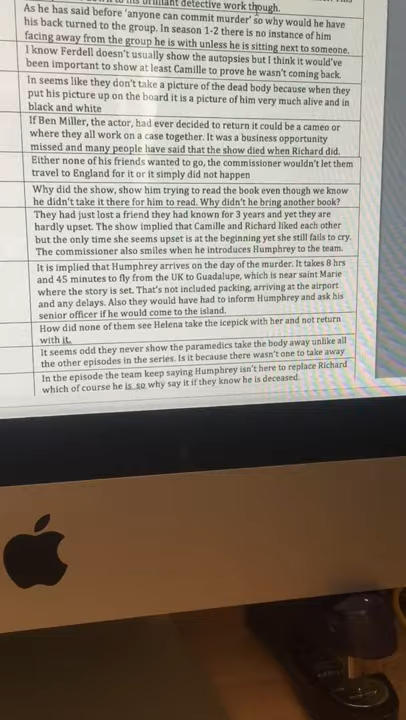 his brilliant detective work though.
As he has said before 'anyone can commit murder' so why would he have
his back turned to the group. In season 1-2 there is no instance of him
facing away from the group he is with unless he is sitting next to someone.
I know Ferdell doesn't usually show the autopsies but I think it would've
been important to show at least Camille to prove he wasn't coming back.
In seems like they don't take a picture of the dead body because when they
put his picture up on the board it is a picture of him very much alive and in
black and white
If Ben Miller, the actor, had ever decided to return it could be a cameo or
where they all work on a case together. It was a business opportunity
missed and many people have said that the show died when Richard did.
Either none of his friends wanted to go, the commissioner wouldn't let them
travel to England for it or it simply did not happen
Why did the show, show him trying to read the book even though we know
he didn't take it there for him to read. Why didn't he bring another book?
They had just lost a friend they had known for 3 years and yet they are
hardly upset. The show implied that Camille and Richard liked each other
but the only time she seems upset is at the beginning yet she still fails to cry.
The commissioner also smiles when he introduces Humphrey to the team.
It is implied that Humphrey arrives on the day of the murder. It takes 8 hrs
and 45 minutes to fly from the UK to Guadalupe, which is near saint Marie
where the story is set. That's not included packing, arriving at the airport
and any delays. Also they would have had to inform Humphrey and ask his
senior officer if he would come to the island.
How did none of them see Helena take the icepick with her and not return
with it.
It seems odd they never show the paramedics take the body away unlike all
the other episodes in the series. Is it because there wasn't one to take away
In the episode the team keep saying Humphrey isn't here to replace Richard
which of course he is so why say it if they know he is deceased.